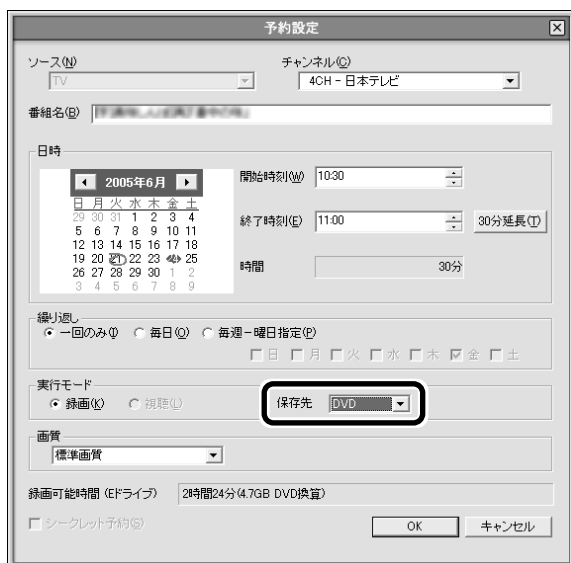 予約設定
ソース(N)
TV
チャンネル(C)
4CH - 日本テレビ
番組名(B)
日時
2005年6月
日 月 火 水 木 金 土
29 30 31 1 2 3 4
5 6 7 8 9 10 11
12 13 14 15 16 17 18
19 20 21 22 23 25
26 27 28 29 30 1 2
3 4 5 6 7 8 9
開始時刻(W) 10:30
終了時刻(E) 11:00 30分延長(T)
時間 30分
繰り返し
一回のみ(I) 毎日(O) 毎週-曜日指定(P)
日 月 火 水 木 金 土
実行モード
録画(K) 視聴(L) 保存先 DVD
画質
標準画質
録画可能時間 (Eドライブ) 2時間24分(4.7GB DVD換算)
シークレット予約(S) OK キャンセル